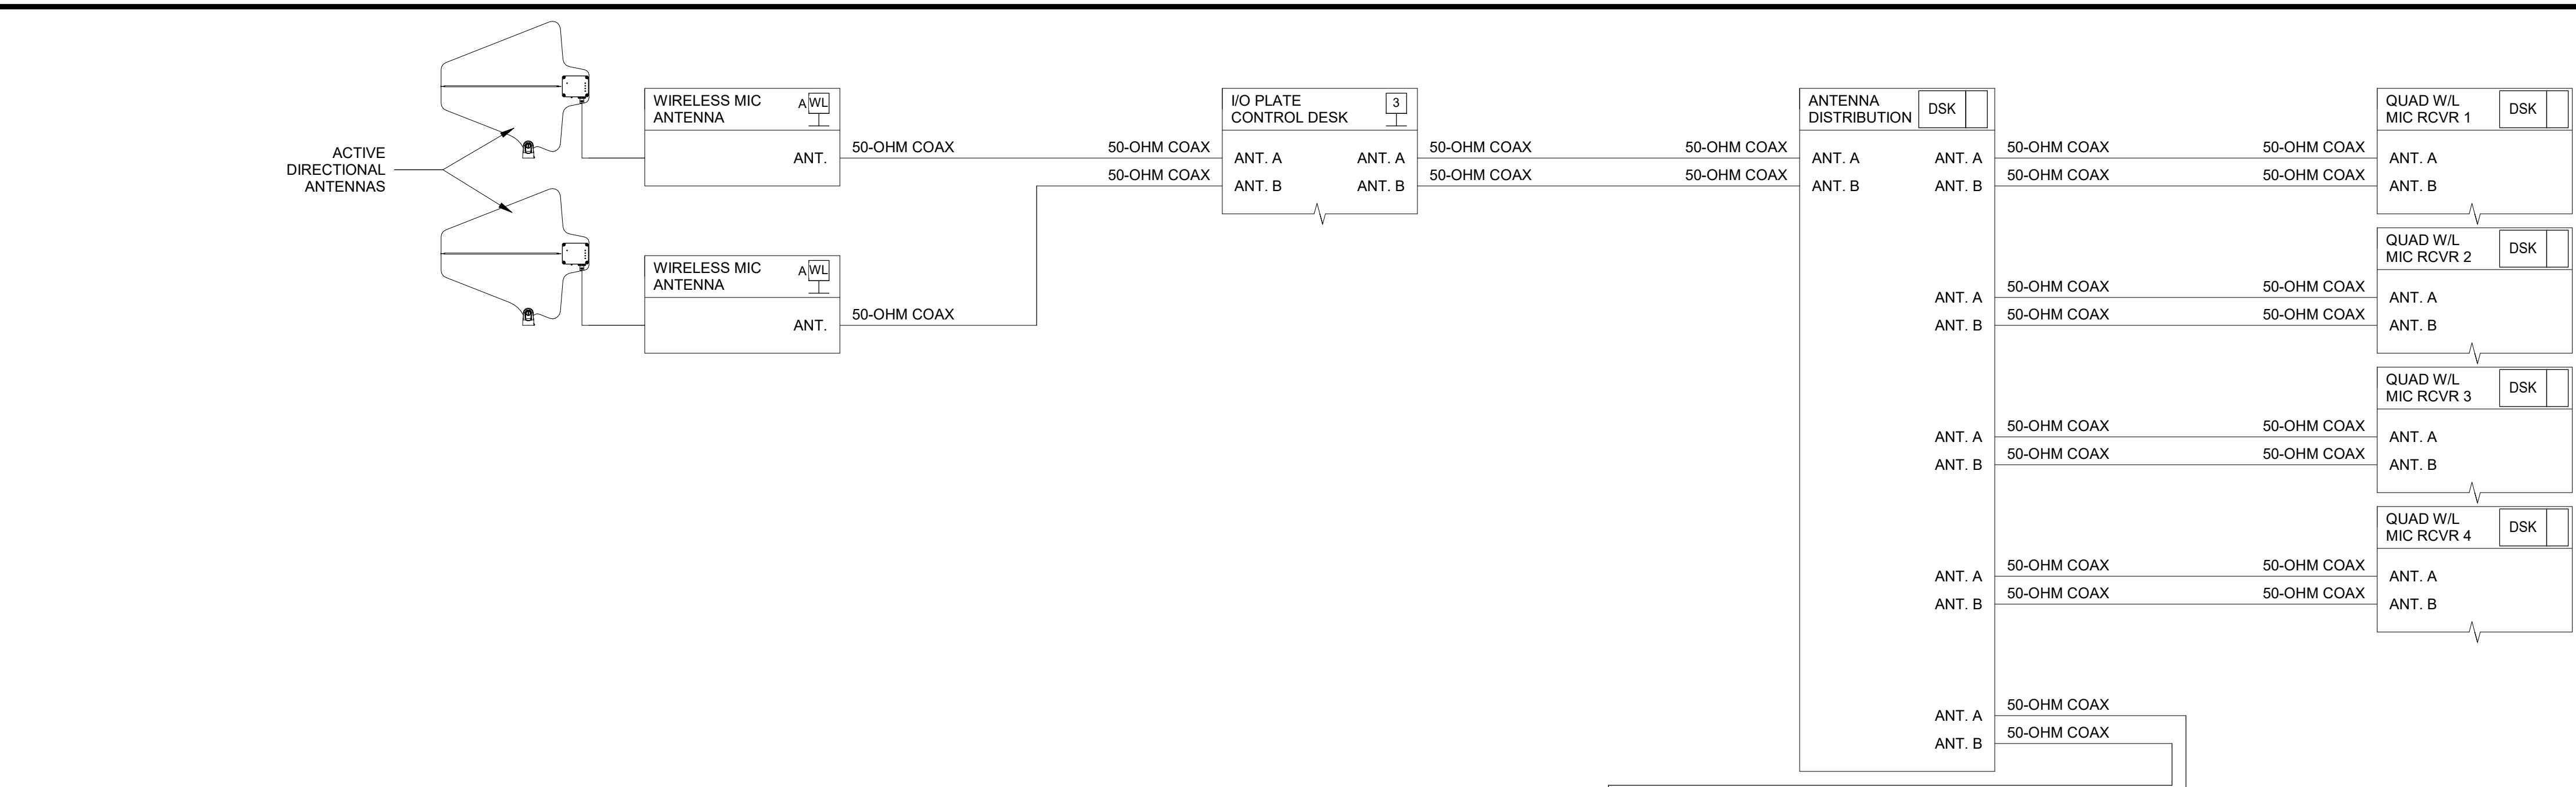 ACTIVE
DIRECTIONAL
ANTENNAS
WIRELESS MIC
ANTENNA
A WL
ANT.
50-OHM COAX
WIRELESS MIC
ANTENNA
A WL
ANT.
50-OHM COAX
50-OHM COAX
50-OHM COAX
I/O PLATE
CONTROL DESK
3
ANT. A ANT. A
ANT. B ANT. B
50-OHM COAX 50-OHM COAX
50-OHM COAX 50-OHM COAX
ANTENNA
DISTRIBUTION
DSK
ANT. A ANT. A
ANT. B ANT. B
50-OHM COAX 50-OHM COAX
50-OHM COAX 50-OHM COAX
QUAD W/L
MIC RCVR 1
DSK
ANT. A
ANT. B
ANT. A
ANT. B
50-OHM COAX 50-OHM COAX
50-OHM COAX 50-OHM COAX
QUAD W/L
MIC RCVR 2
DSK
ANT. A
ANT. B
ANT. A
ANT. B
50-OHM COAX 50-OHM COAX
50-OHM COAX 50-OHM COAX
QUAD W/L
MIC RCVR 3
DSK
ANT. A
ANT. B
ANT. A
ANT. B
50-OHM COAX 50-OHM COAX
50-OHM COAX 50-OHM COAX
QUAD W/L
MIC RCVR 4
DSK
ANT. A
ANT. B
ANT. A
ANT. B
50-OHM COAX
50-OHM COAX